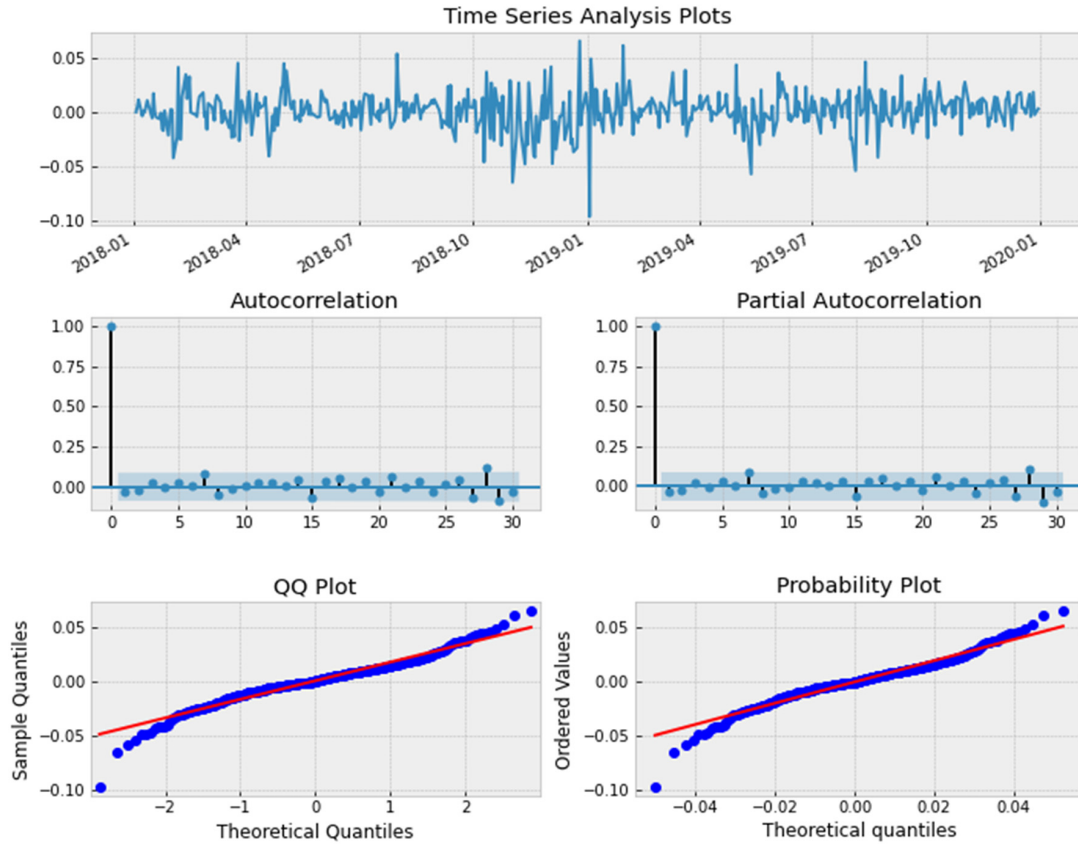 Time Series Analysis Plots
0.05
0.00
−0.05
−0.10
2018-01 2018-04 2018-07 2018-10 2019-01 2019-04 2019-07 2019-10 2020-01
Autocorrelation
1.00
0.75
0.50
0.25
0.00
0 5 10 15 20 25 30
Partial Autocorrelation
1.00
0.75
0.50
0.25
0.00
0 5 10 15 20 25 30
QQ Plot
Sample Quantiles
0.05
0.00
−0.05
−0.10
−2 −1 0 1 2
Theoretical Quantiles
Probability Plot
Ordered Values
0.05
0.00
−0.05
−0.10
−0.04 −0.02 0.00 0.02 0.04
Theoretical quantiles